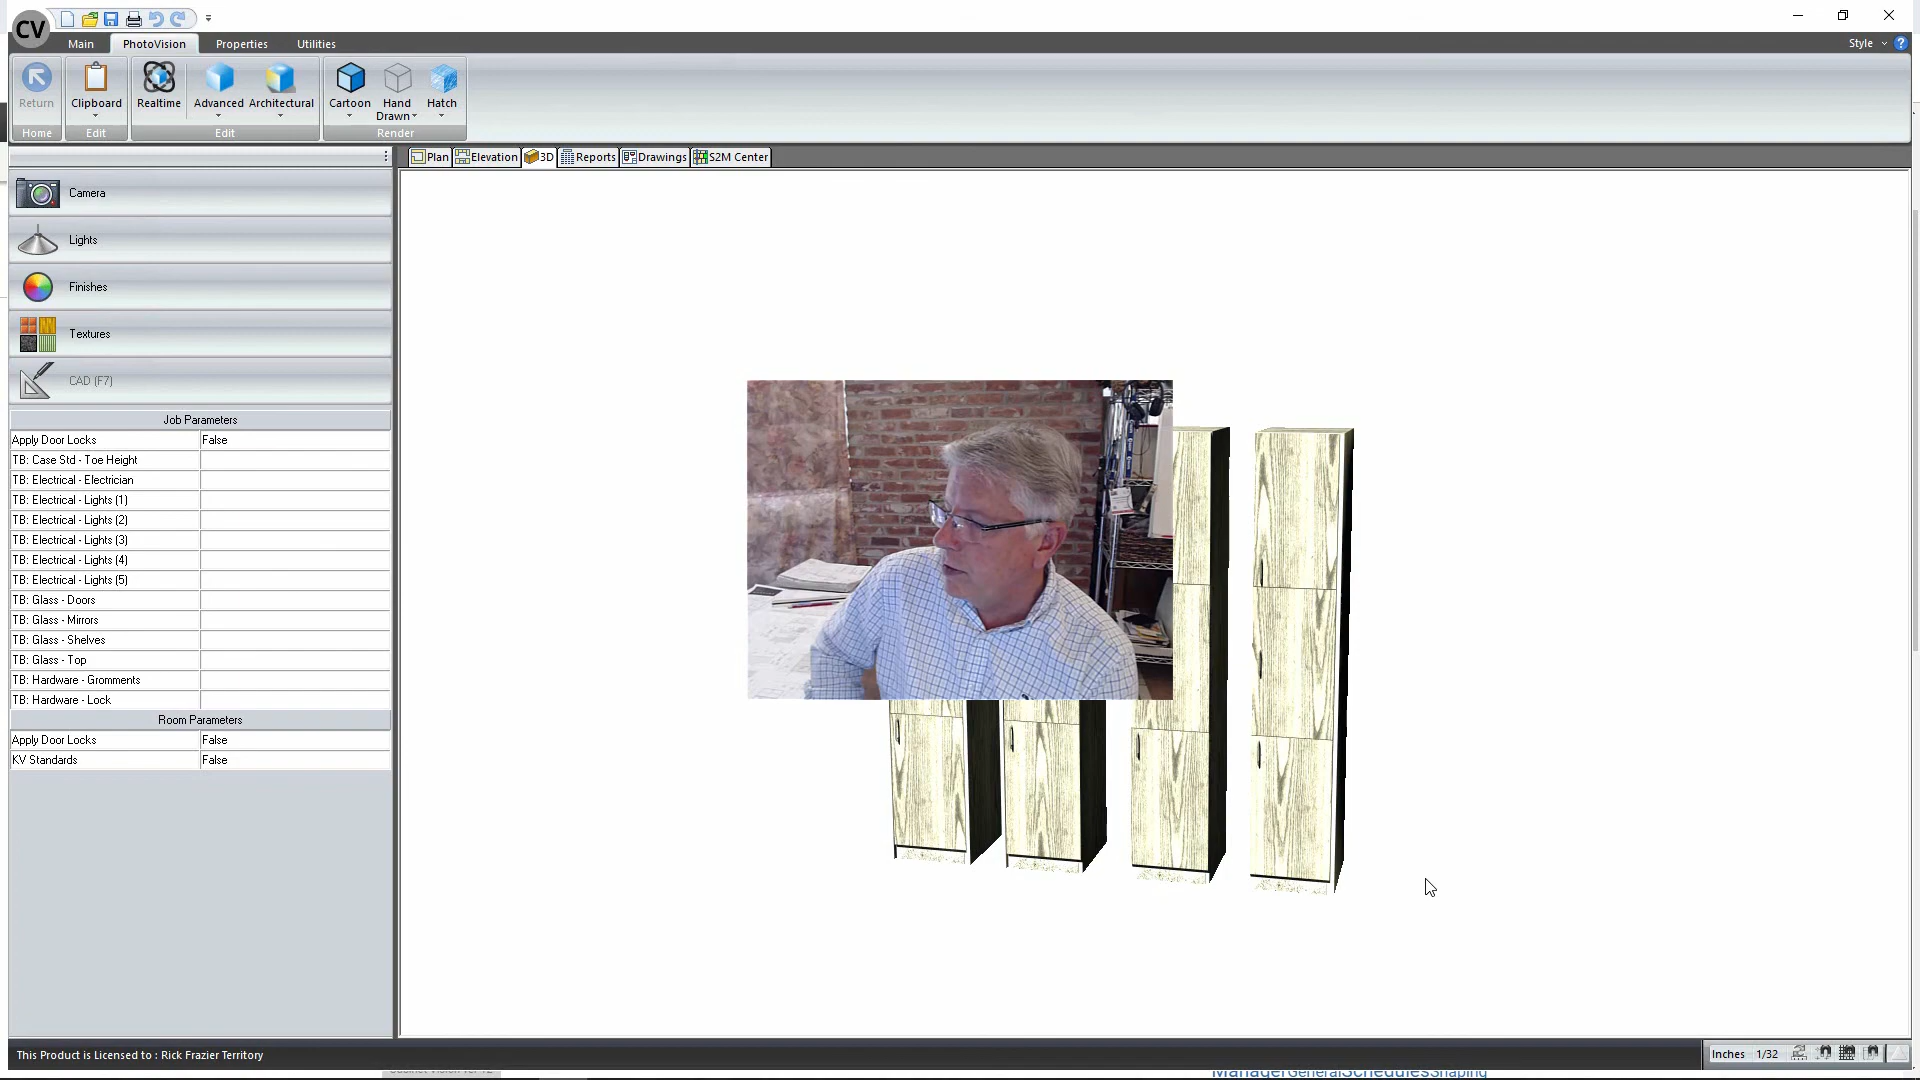 CV
Main
PhotoVision
Properties
Utilities
Style
Return
Clipboard
Realtime
Advanced
Architectural
Cartoon
Hand
Drawn
Hatch
Home
Edit
Edit
Render
Plan
Elevation
3D
Reports
Drawings
S2M Center
Camera
Lights
Finishes
Textures
CAD (F7)
Job Parameters
Apply Door Locks False
TB: Case Std - Toe Height
TB: Electrical - Electrician
TB: Electrical - Lights (1)
TB: Electrical - Lights (2)
TB: Electrical - Lights (3)
TB: Electrical - Lights (4)
TB: Electrical - Lights (5)
TB: Glass - Doors
TB: Glass - Mirrors
TB: Glass - Shelves
TB: Glass - Top
TB: Hardware - Gromments
TB: Hardware - Lock
Room Parameters
Apply Door Locks False
KV Standards False
This Product is Licensed to : Rick Frazier Territory
Inches 1/32
ManagerGeneralSchedulesShaping